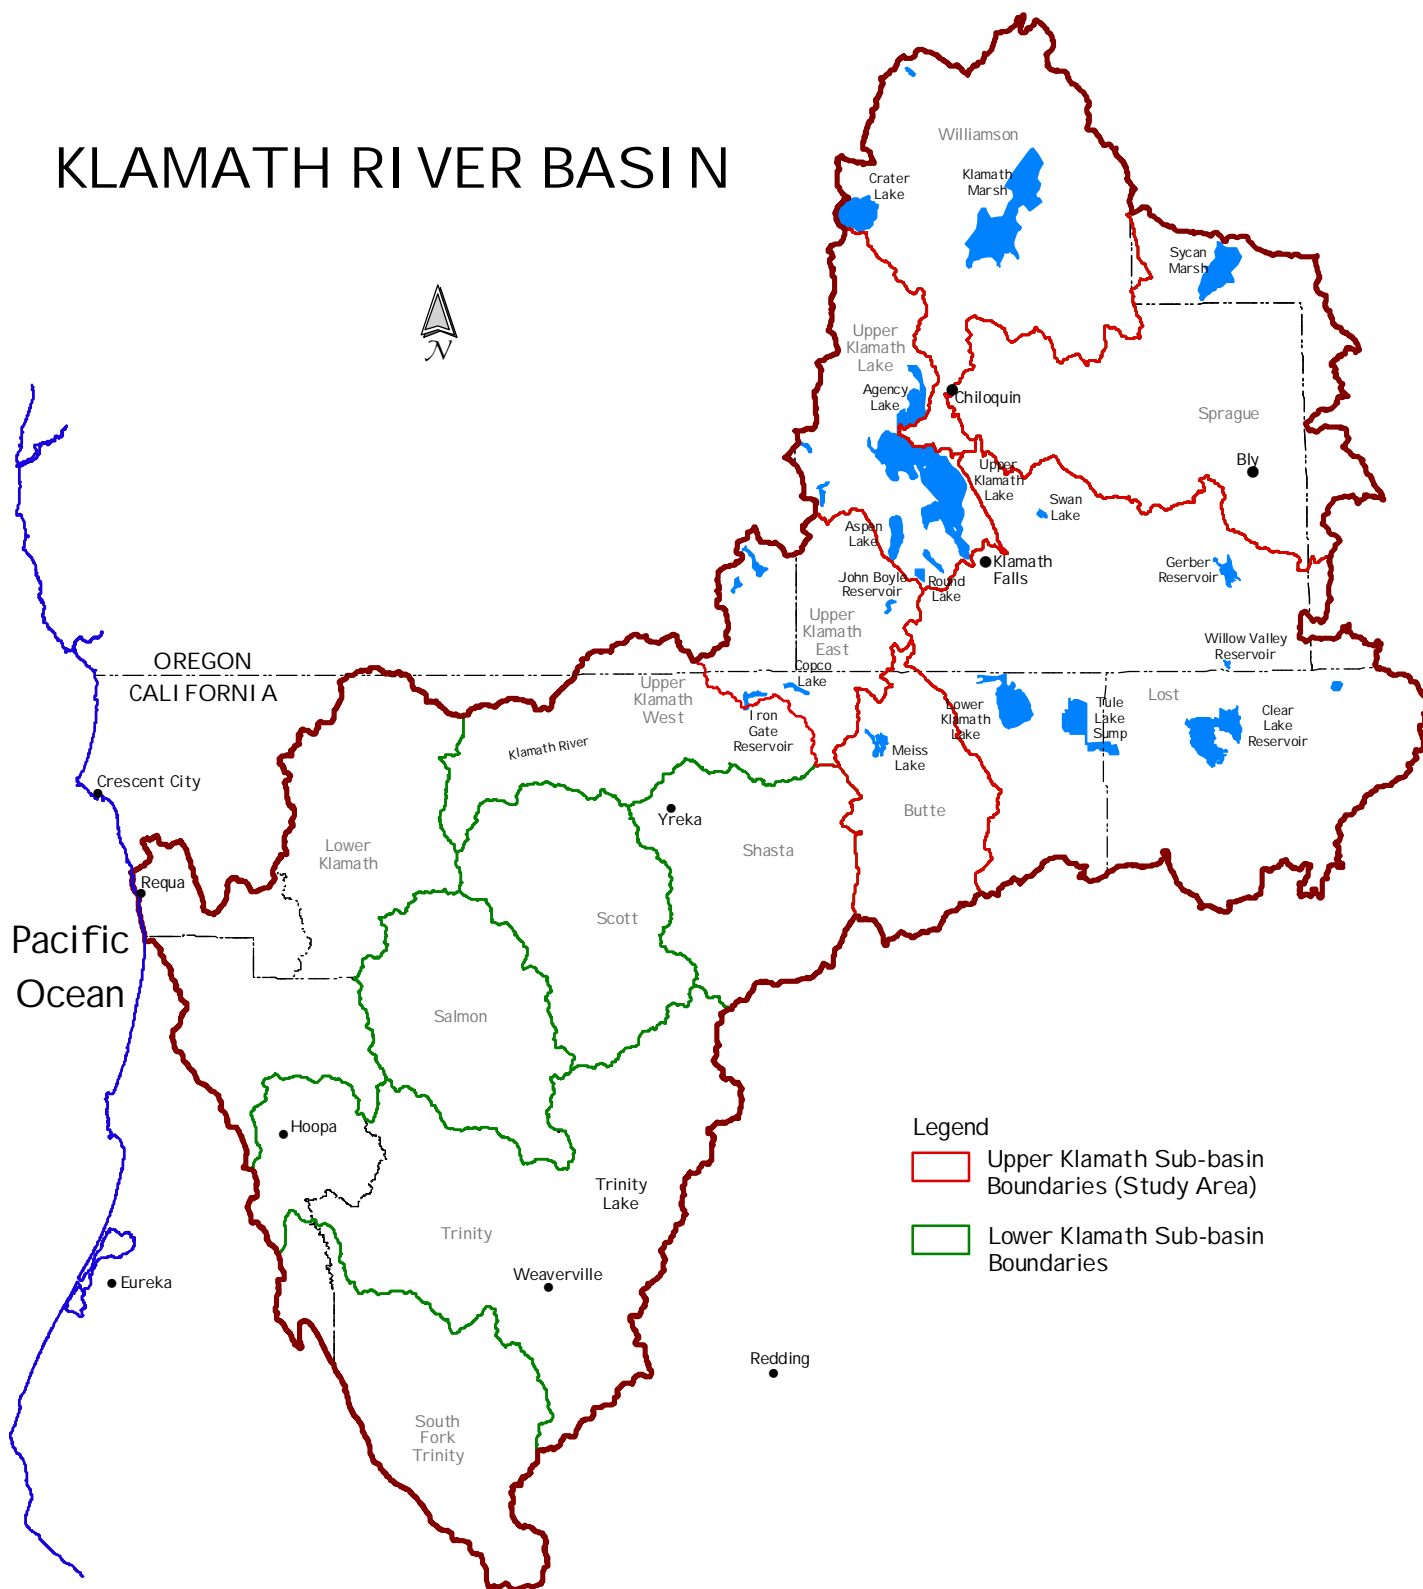 KLAMATH RIVER BASIN
Williamson
Crater
Lake
Klamath
Marsh
Sycan
Marsh
N
Upper
Klamath
Lake
Agency
Lake
Chiloquin
Sprague
Bly
Upper
Klamath
Lake
Swan
Lake
Aspen
Lake
Klamath
Falls
Gerber
Reservoir
John Boyle
Reservoir
Round
Lake
Upper
Klamath
East
Willow Valley
Reservoir
OREGON
CALIFORNIA
Copco
Lake
Upper
Klamath
West
Lost
Lower
Klamath
Lake
Tule
Lake
Sump
Clear
Lake
Reservoir
Iron
Gate
Reservoir
Klamath River
Meiss
Lake
Crescent City
Butte
Yreka
Lower
Klamath
Shasta
Requa
Scott
Pacific
Ocean
Salmon
Hoopa
Legend
Upper Klamath Sub-basin
Boundaries (Study Area)
Lower Klamath Sub-basin
Boundaries
Trinity
Lake
Trinity
Weaverville
Eureka
Redding
South
Fork
Trinity